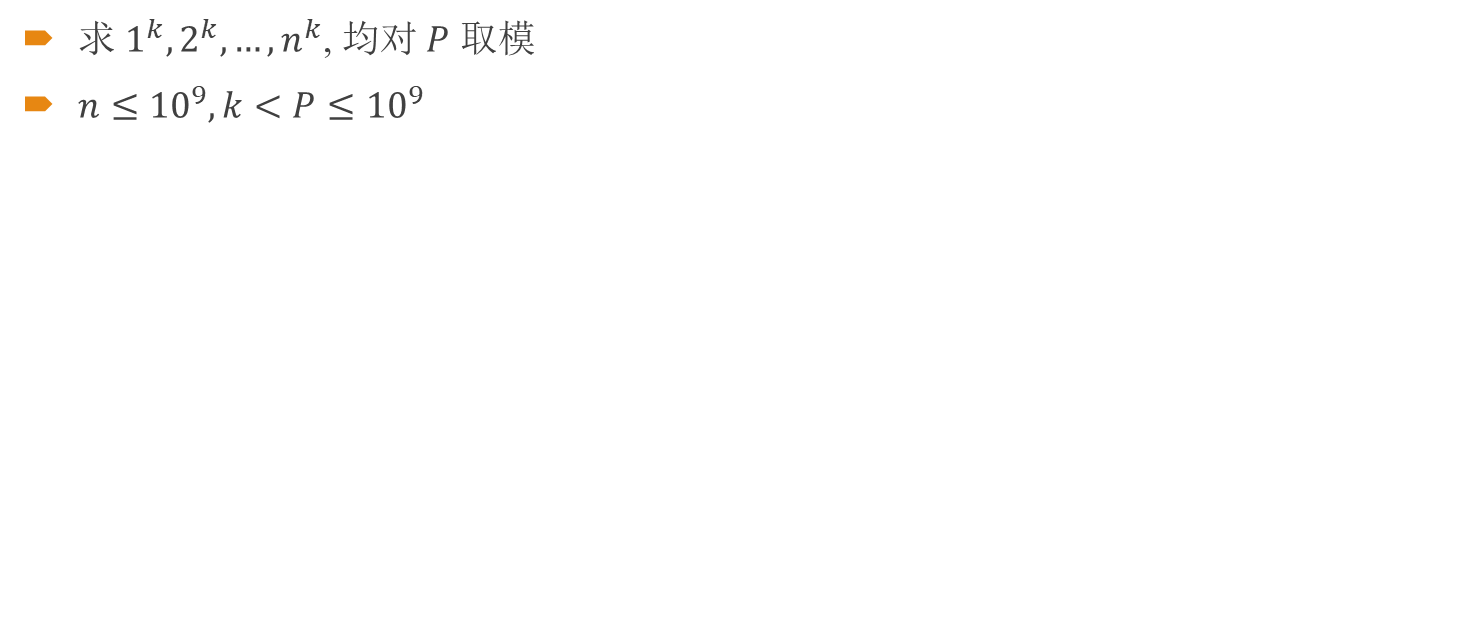 求 1^k, 2^k, … , n^k, 均对 P 取模
n ≤ 10^9, k < P ≤ 10^9